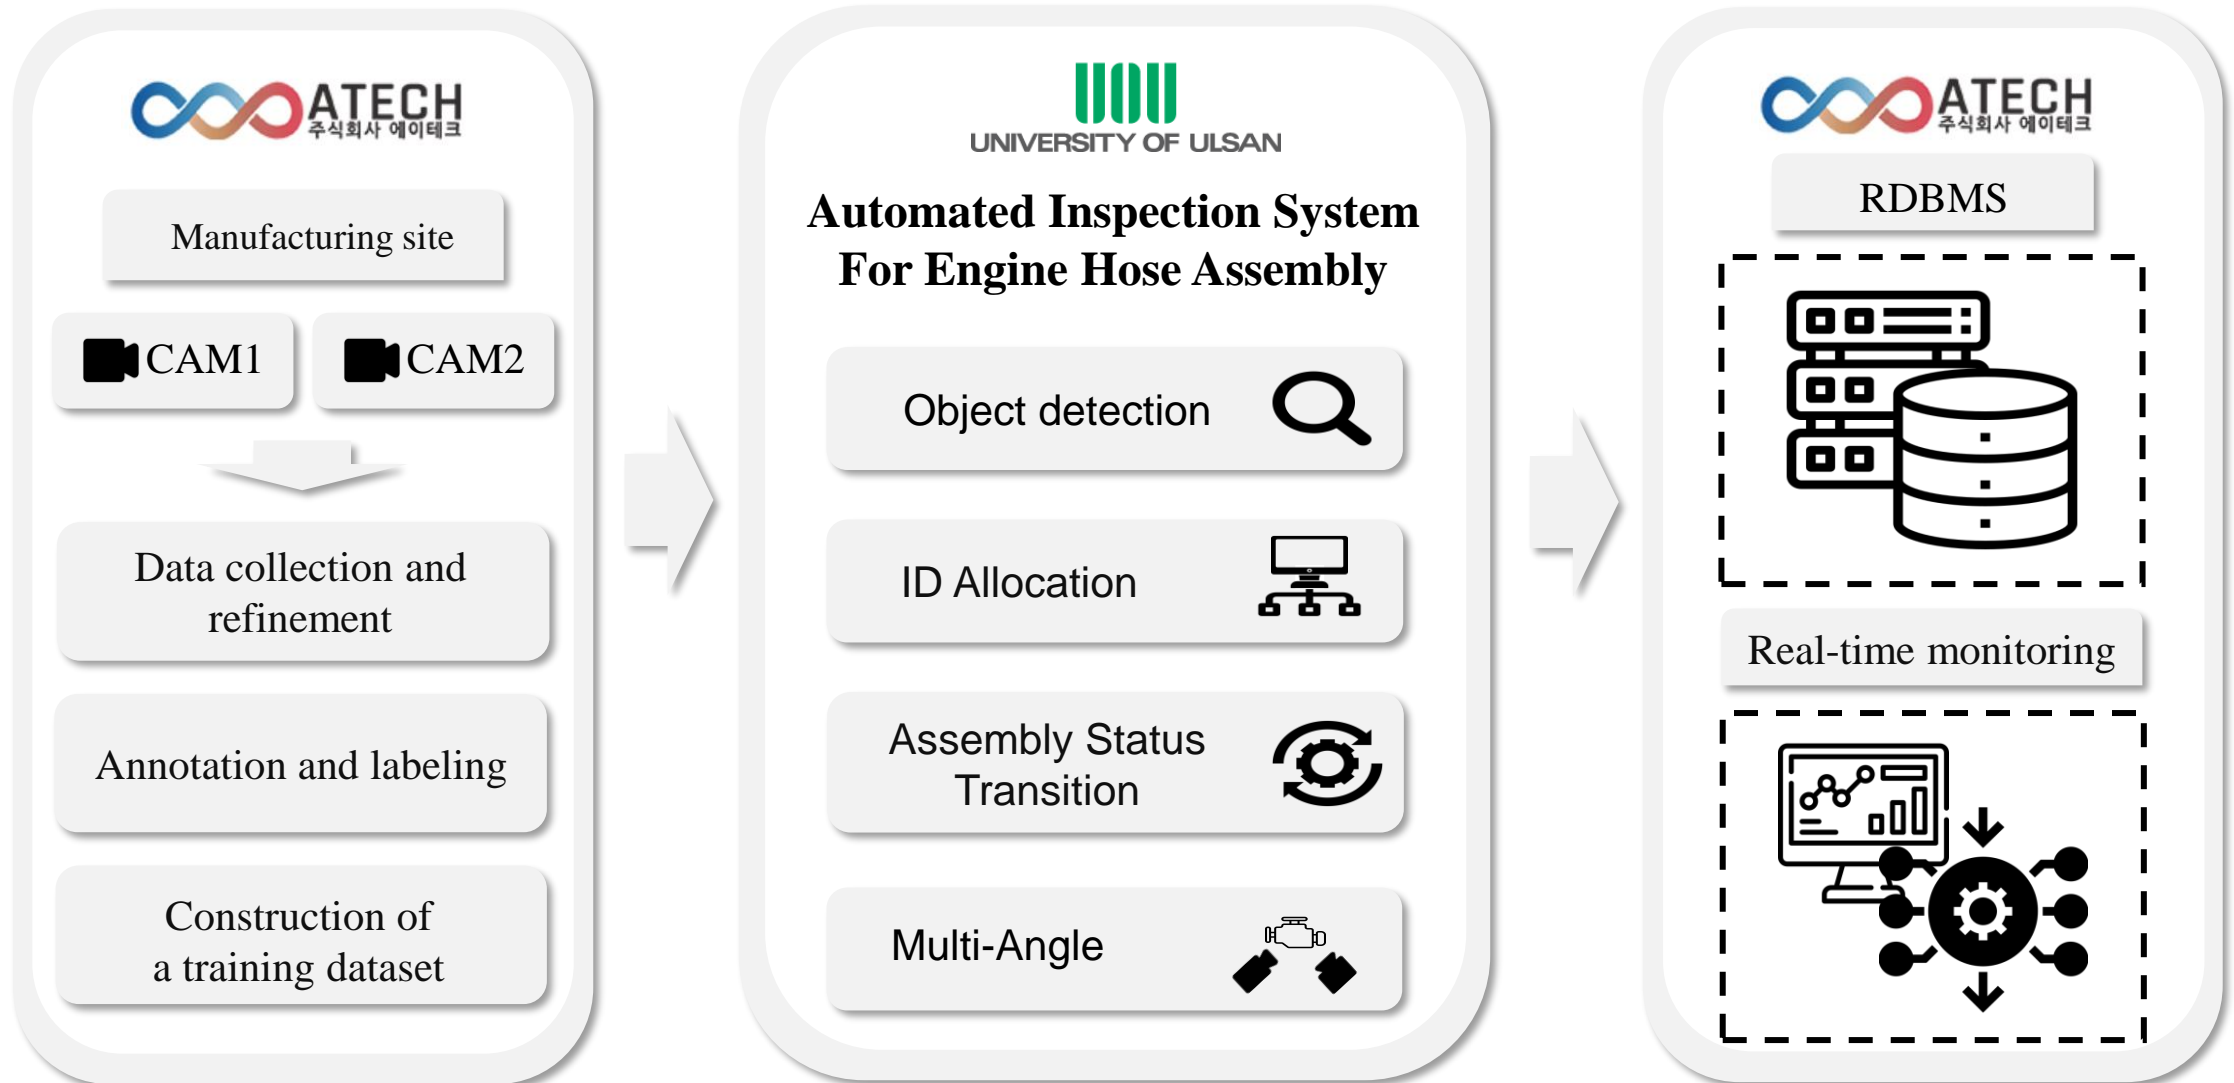 ATECH
주식회사 에이테크
Manufacturing site
CAM1
CAM2
Data collection and
refinement
Annotation and labeling
Construction of
a training dataset
UNIVERSITY OF ULSAN
Automated Inspection System
For Engine Hose Assembly
Object detection
ID Allocation
Assembly Status
Transition
Multi-Angle
ATECH
주식회사 에이테크
RDBMS
Real-time monitoring